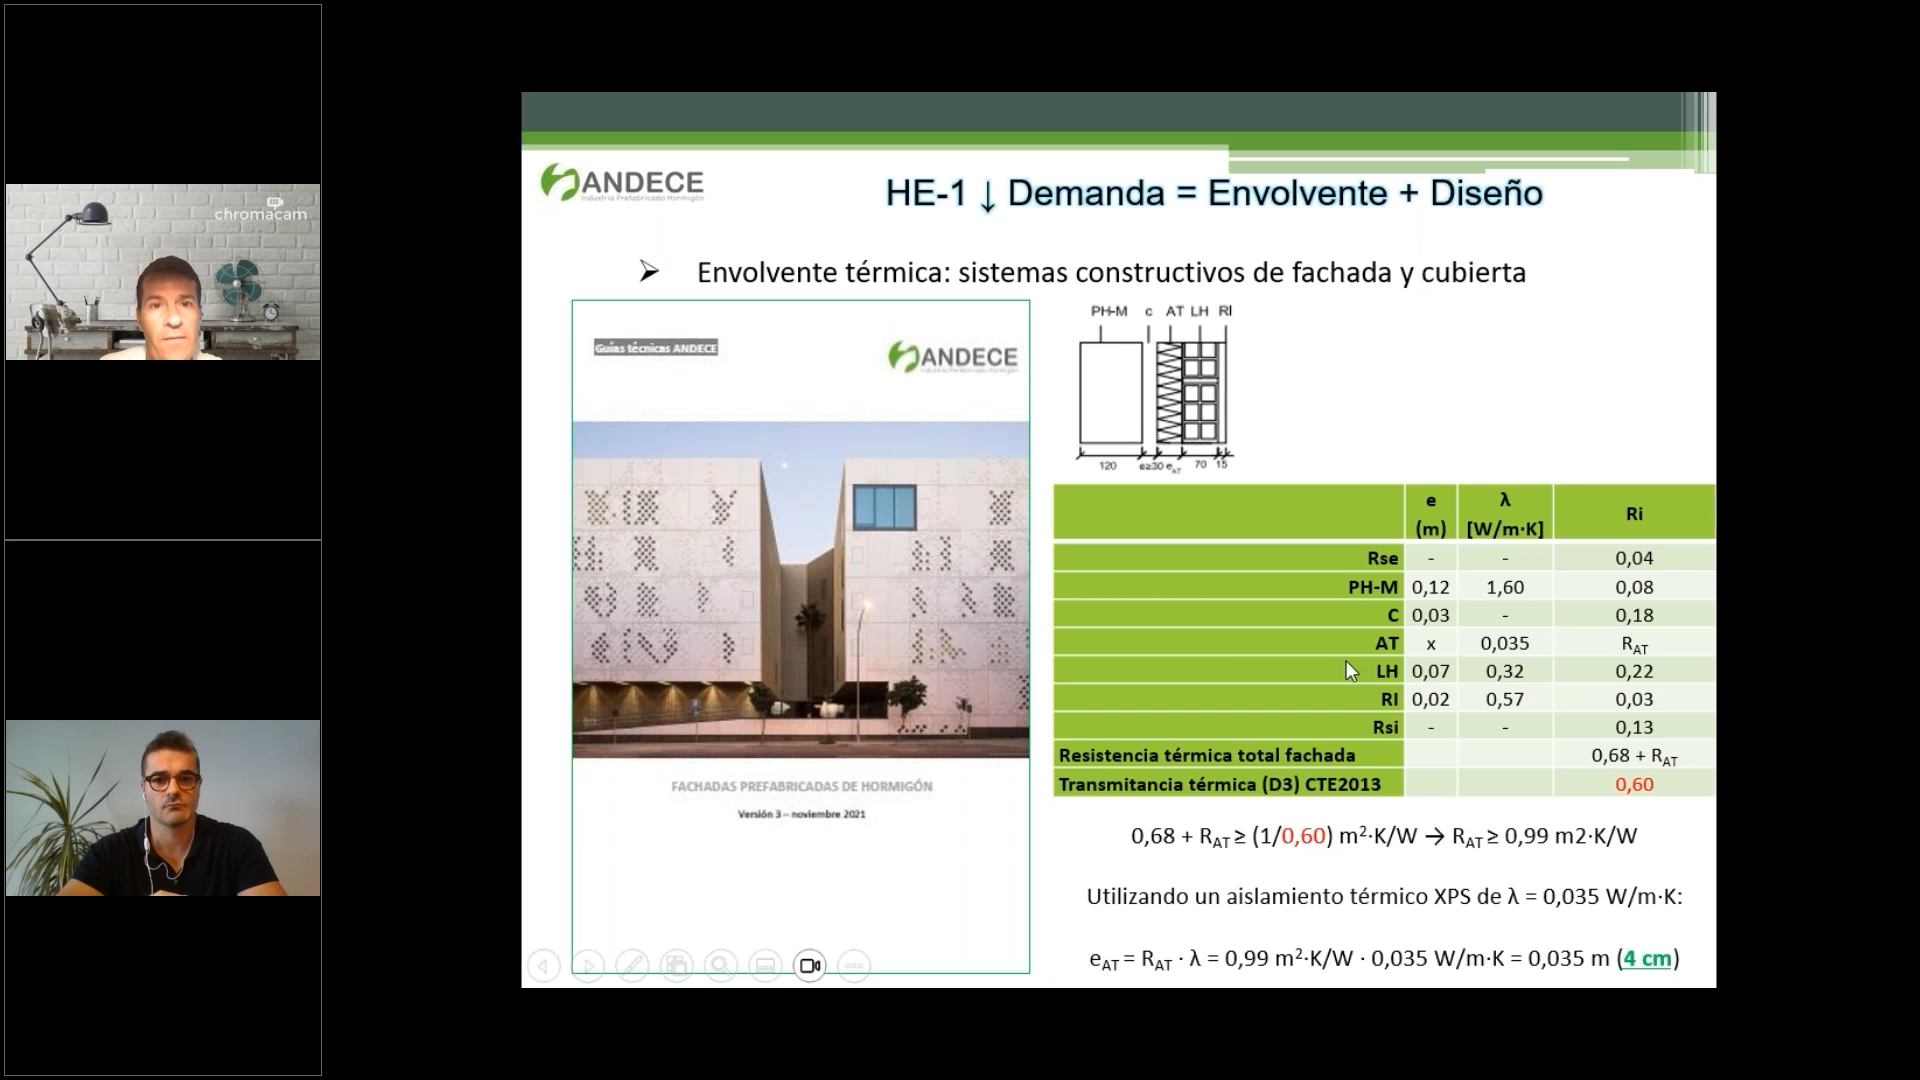 chromacam
ANDECE
Industria Prefabricado Hormigón
HE-1 ↓ Demanda = Envolvente + Diseño
➢ Envolvente térmica: sistemas constructivos de fachada y cubierta
Guías técnicas ANDECE
ANDECE
Industria Prefabricado Hormigón
FACHADAS PREFABRICADAS DE HORMIGÓN
Versión 3 – noviembre 2021
PH-M c AT LH RI
120 e≥30 eAT 70 15
e (m) λ [W/m·K] Ri
Rse - - 0,04
PH-M 0,12 1,60 0,08
C 0,03 - 0,18
AT x 0,035 RAT
LH 0,07 0,32 0,22
RI 0,02 0,57 0,03
Rsi - - 0,13
Resistencia térmica total fachada 0,68 + RAT
Transmitancia térmica (D3) CTE2013 0,60
0,68 + RAT ≥ (1/0,60) m²·K/W → RAT ≥ 0,99 m2·K/W
Utilizando un aislamiento térmico XPS de λ = 0,035 W/m·K:
eAT = RAT · λ = 0,99 m²·K/W · 0,035 W/m·K = 0,035 m (4 cm)